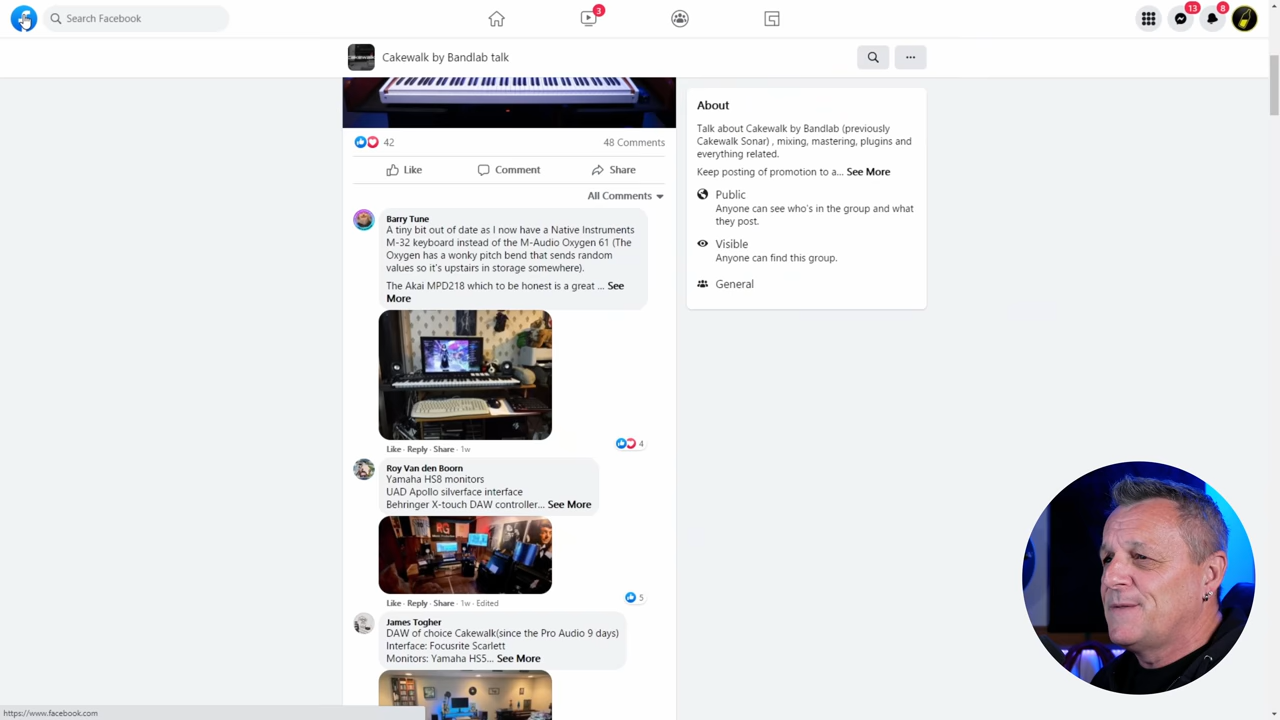 Search Facebook
3
13
8
Cakewalk by Bandlab talk
42
48 Comments
Like
Comment
Share
All Comments
Barry Tune
A tiny bit out of date as I now have a Native Instruments
M-32 keyboard instead of the M-Audio Oxygen 61 (The
Oxygen has a wonky pitch bend that sends random
values so it's upstairs in storage somewhere).
The Akai MPD218 which to be honest is a great ... See
More
Like · Reply · Share · 1w
4
Roy Van den Boorn
Yamaha HS8 monitors
UAD Apollo silverface interface
Behringer X-touch DAW controller... See More
Like · Reply · Share · 1w · Edited
5
James Togher
DAW of choice Cakewalk(since the Pro Audio 9 days)
Interface: Focusrite Scarlett
Monitors: Yamaha HS5... See More
About
Talk about Cakewalk by Bandlab (previously
Cakewalk Sonar) , mixing, mastering, plugins and
everything related.
Keep posting of promotion to a... See More
Public
Anyone can see who's in the group and what
they post.
Visible
Anyone can find this group.
General
https://www.facebook.com